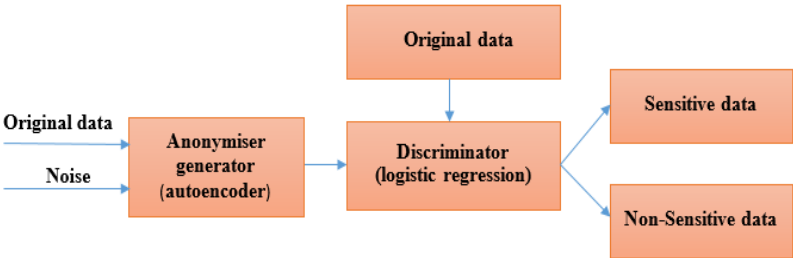 Original data
Noise
Anonymiser
generator
(autoencoder)
Original data
Discriminator
(logistic regression)
Sensitive data
Non-Sensitive data